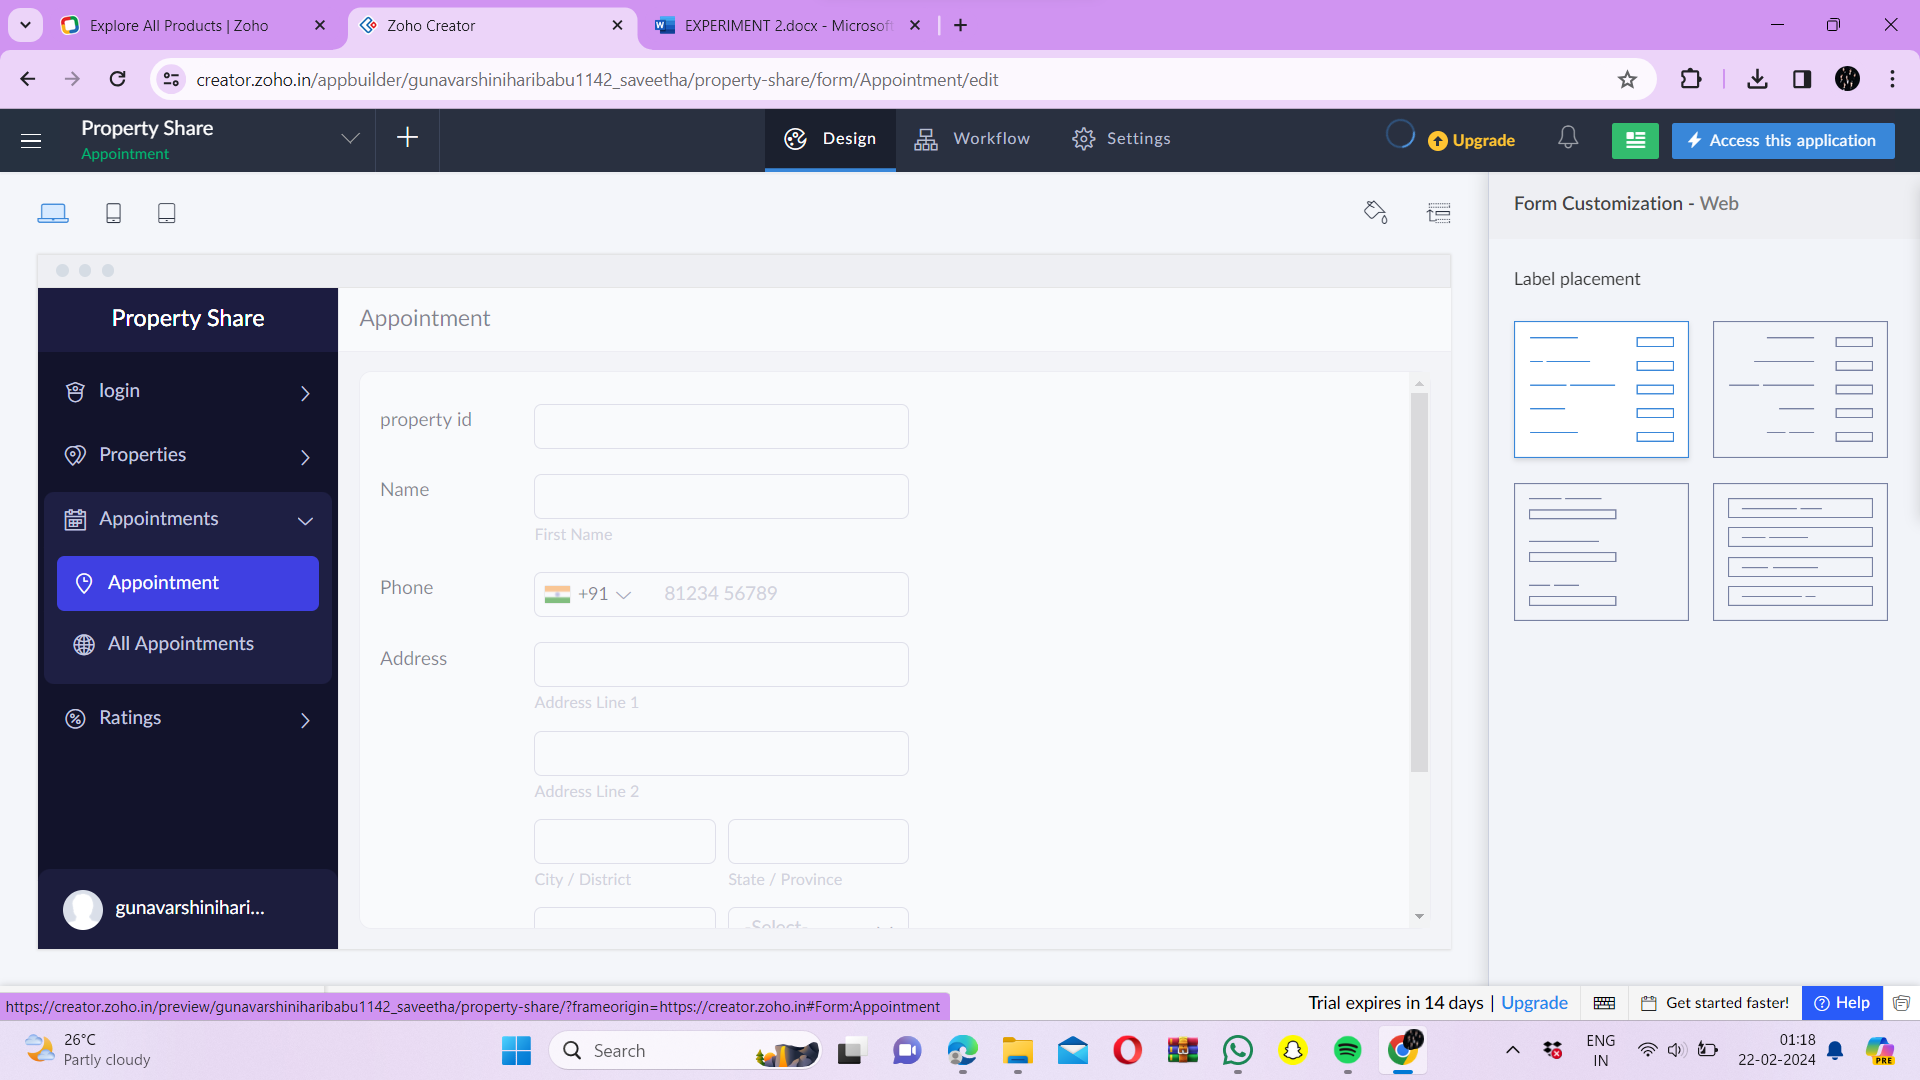 Explore All Products | Zoho
Zoho Creator
EXPERIMENT 2.docx - Microsof
creator.zoho.in/appbuilder/gunavarshiniharibabu1142_saveetha/property-share/form/Appointment/edit
Property Share
Appointment
Design
Workflow
Settings
Upgrade
Access this application
Form Customization - Web
Label placement
Property Share
login
Properties
Appointments
Appointment
All Appointments
Ratings
gunavarshinihari...
Appointment
property id
Name
First Name
Phone
+91
81234 56789
Address
Address Line 1
Address Line 2
City / District
State / Province
-Select-
https://creator.zoho.in/preview/gunavarshiniharibabu1142_saveetha/property-share/?frameorigin=https://creator.zoho.in#Form:Appointment
Trial expires in 14 days | Upgrade
Get started faster!
Help
26°C
Partly cloudy
Search
ENG
IN
01:18
22-02-2024
PRE